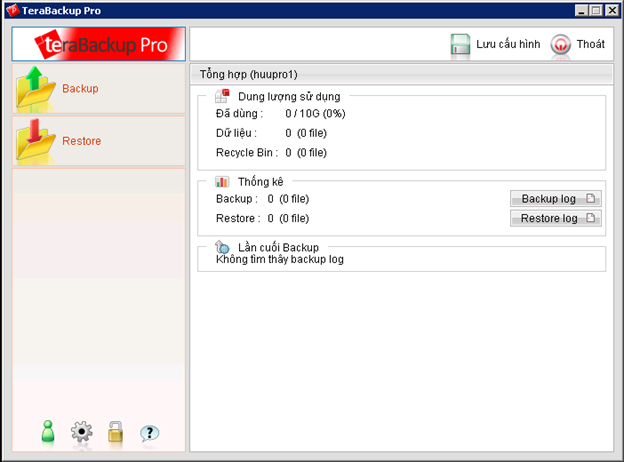 TeraBackup Pro
teraBackup Pro
Lưu cấu hình
Thoát
Backup
Restore
Tổng hợp (huupro1)
Dung lượng sử dụng
Đã dùng : 0 / 10G (0%)
Dữ liệu : 0 (0 file)
Recycle Bin : 0 (0 file)
Thống kê
Backup : 0 (0 file)
Backup log
Restore : 0 (0 file)
Restore log
Lần cuối Backup
Không tìm thây backup log